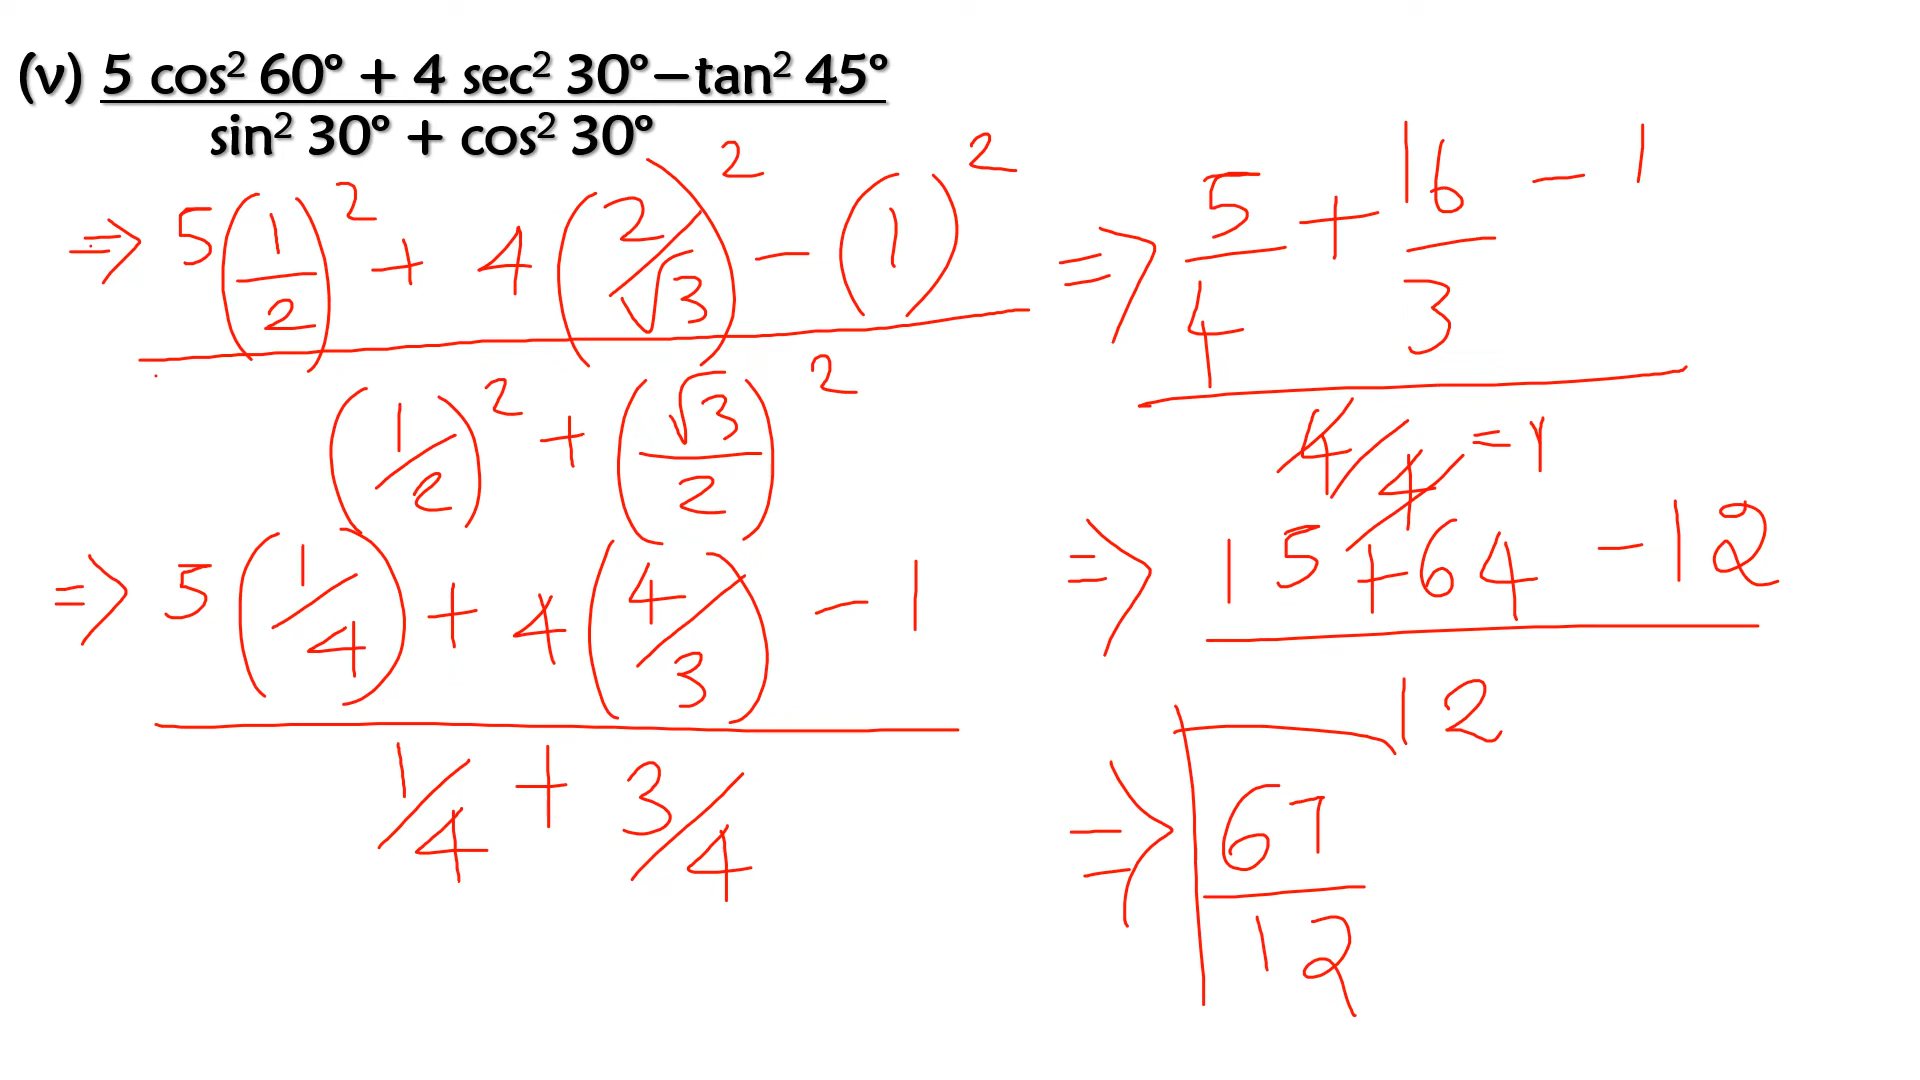 (v) 5 cos² 60° + 4 sec² 30°–tan² 45°
sin² 30° + cos² 30°
⇒ 5(1/2)² + 4(2/√3)² – (1)²
(1/2)² + (√3/2)²
⇒ 5(1/4) + 4(4/3) – 1
1/4 + 3/4
⇒ 5/4 + 16/3 – 1
4/4 = 1
⇒ 15 + 64 – 12
12
⇒ 67
12